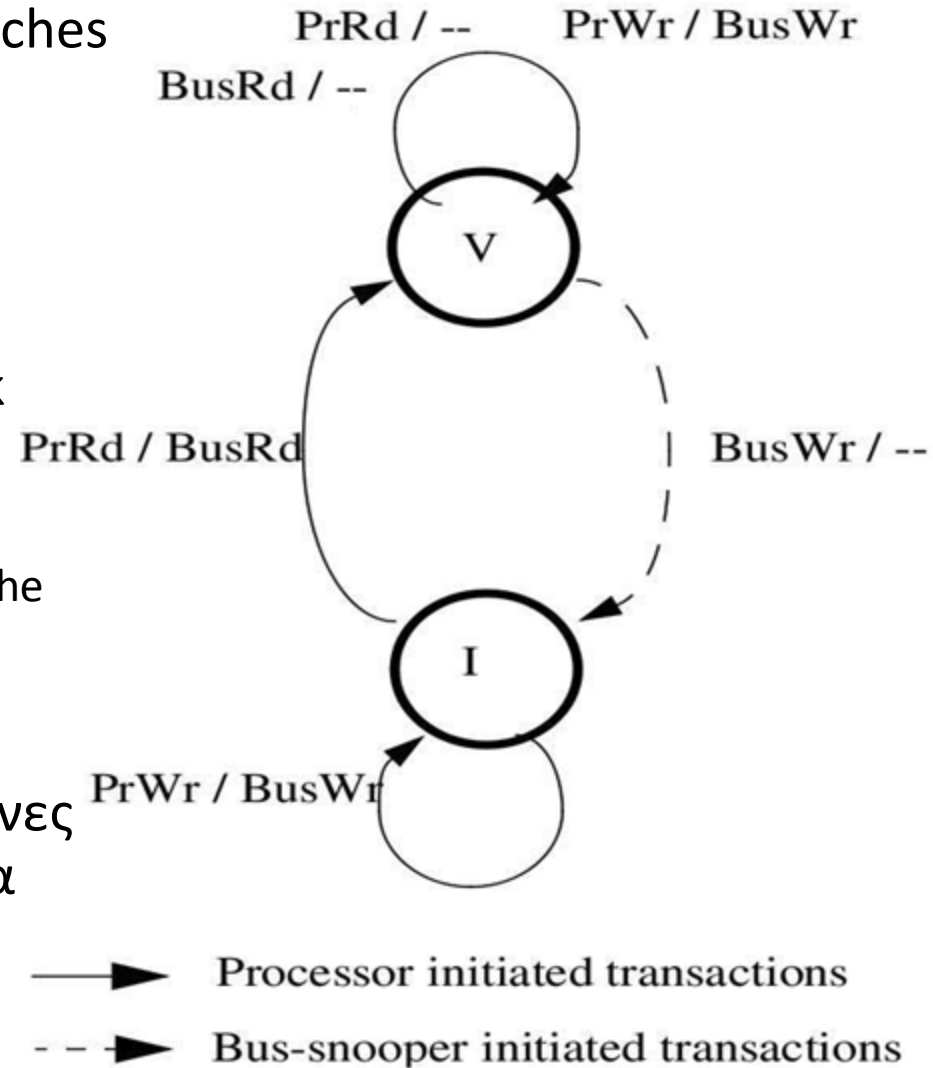 ches
PrRd / -- PrWr / BusWr
BusRd / --
V
PrRd / BusRd
BusWr / --
he
I
PrWr / BusWr
νες
α
Processor initiated transactions
Bus-snooper initiated transactions